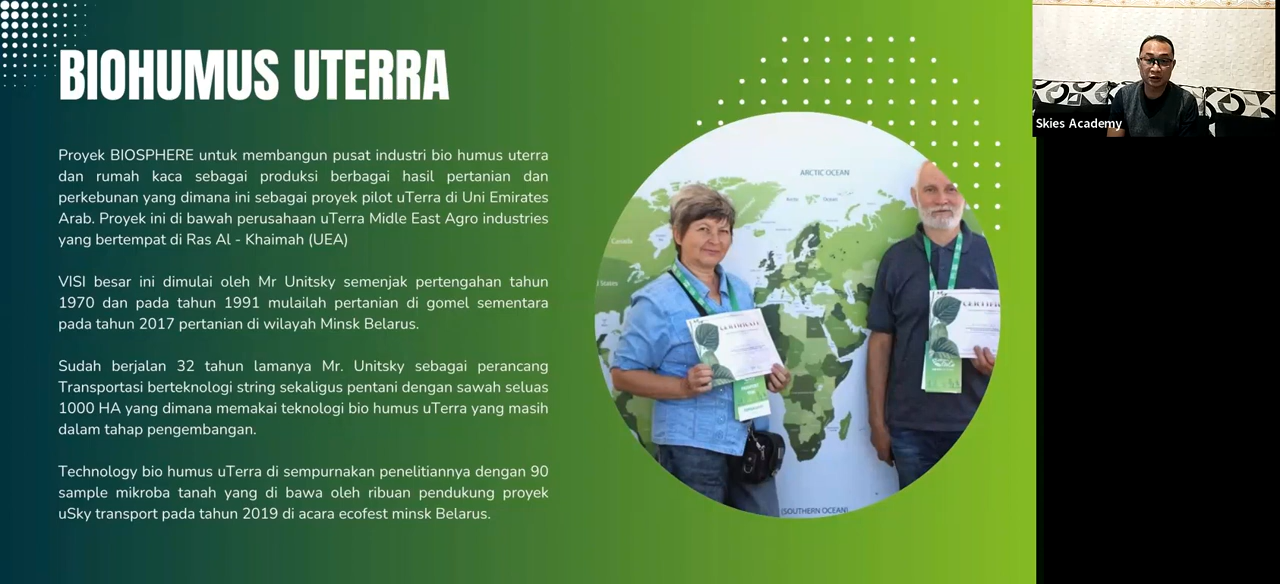 BIOHUMUS UTERRA
Proyek BIOSPHERE untuk membangun pusat industri bio humus uterra
dan rumah kaca sebagai produksi berbagai hasil pertanian dan
perkebunan yang dimana ini sebagai proyek pilot uTerra di Uni Emirates
Arab. Proyek ini di bawah perusahaan uTerra Midle East Agro industries
yang bertempat di Ras Al - Khaimah (UEA)
VISI besar ini dimulai oleh Mr Unitsky semenjak pertengahan tahun
1970 dan pada tahun 1991 mulailah pertanian di gomel sementara
pada tahun 2017 pertanian di wilayah Minsk Belarus.
Sudah berjalan 32 tahun lamanya Mr. Unitsky sebagai perancang
Transportasi berteknologi string sekaligus pentani dengan sawah seluas
1000 HA yang dimana memakai teknologi bio humus uTerra yang masih
dalam tahap pengembangan.
Technology bio humus uTerra di sempurnakan penelitiannya dengan 90
sample mikroba tanah yang di bawa oleh ribuan pendukung proyek
uSky transport pada tahun 2019 di acara ecofest minsk Belarus.
ARCTIC OCEAN
Canada
States
CERTIFICATE
(SOUTHERN OCEAN)
Skies Academy